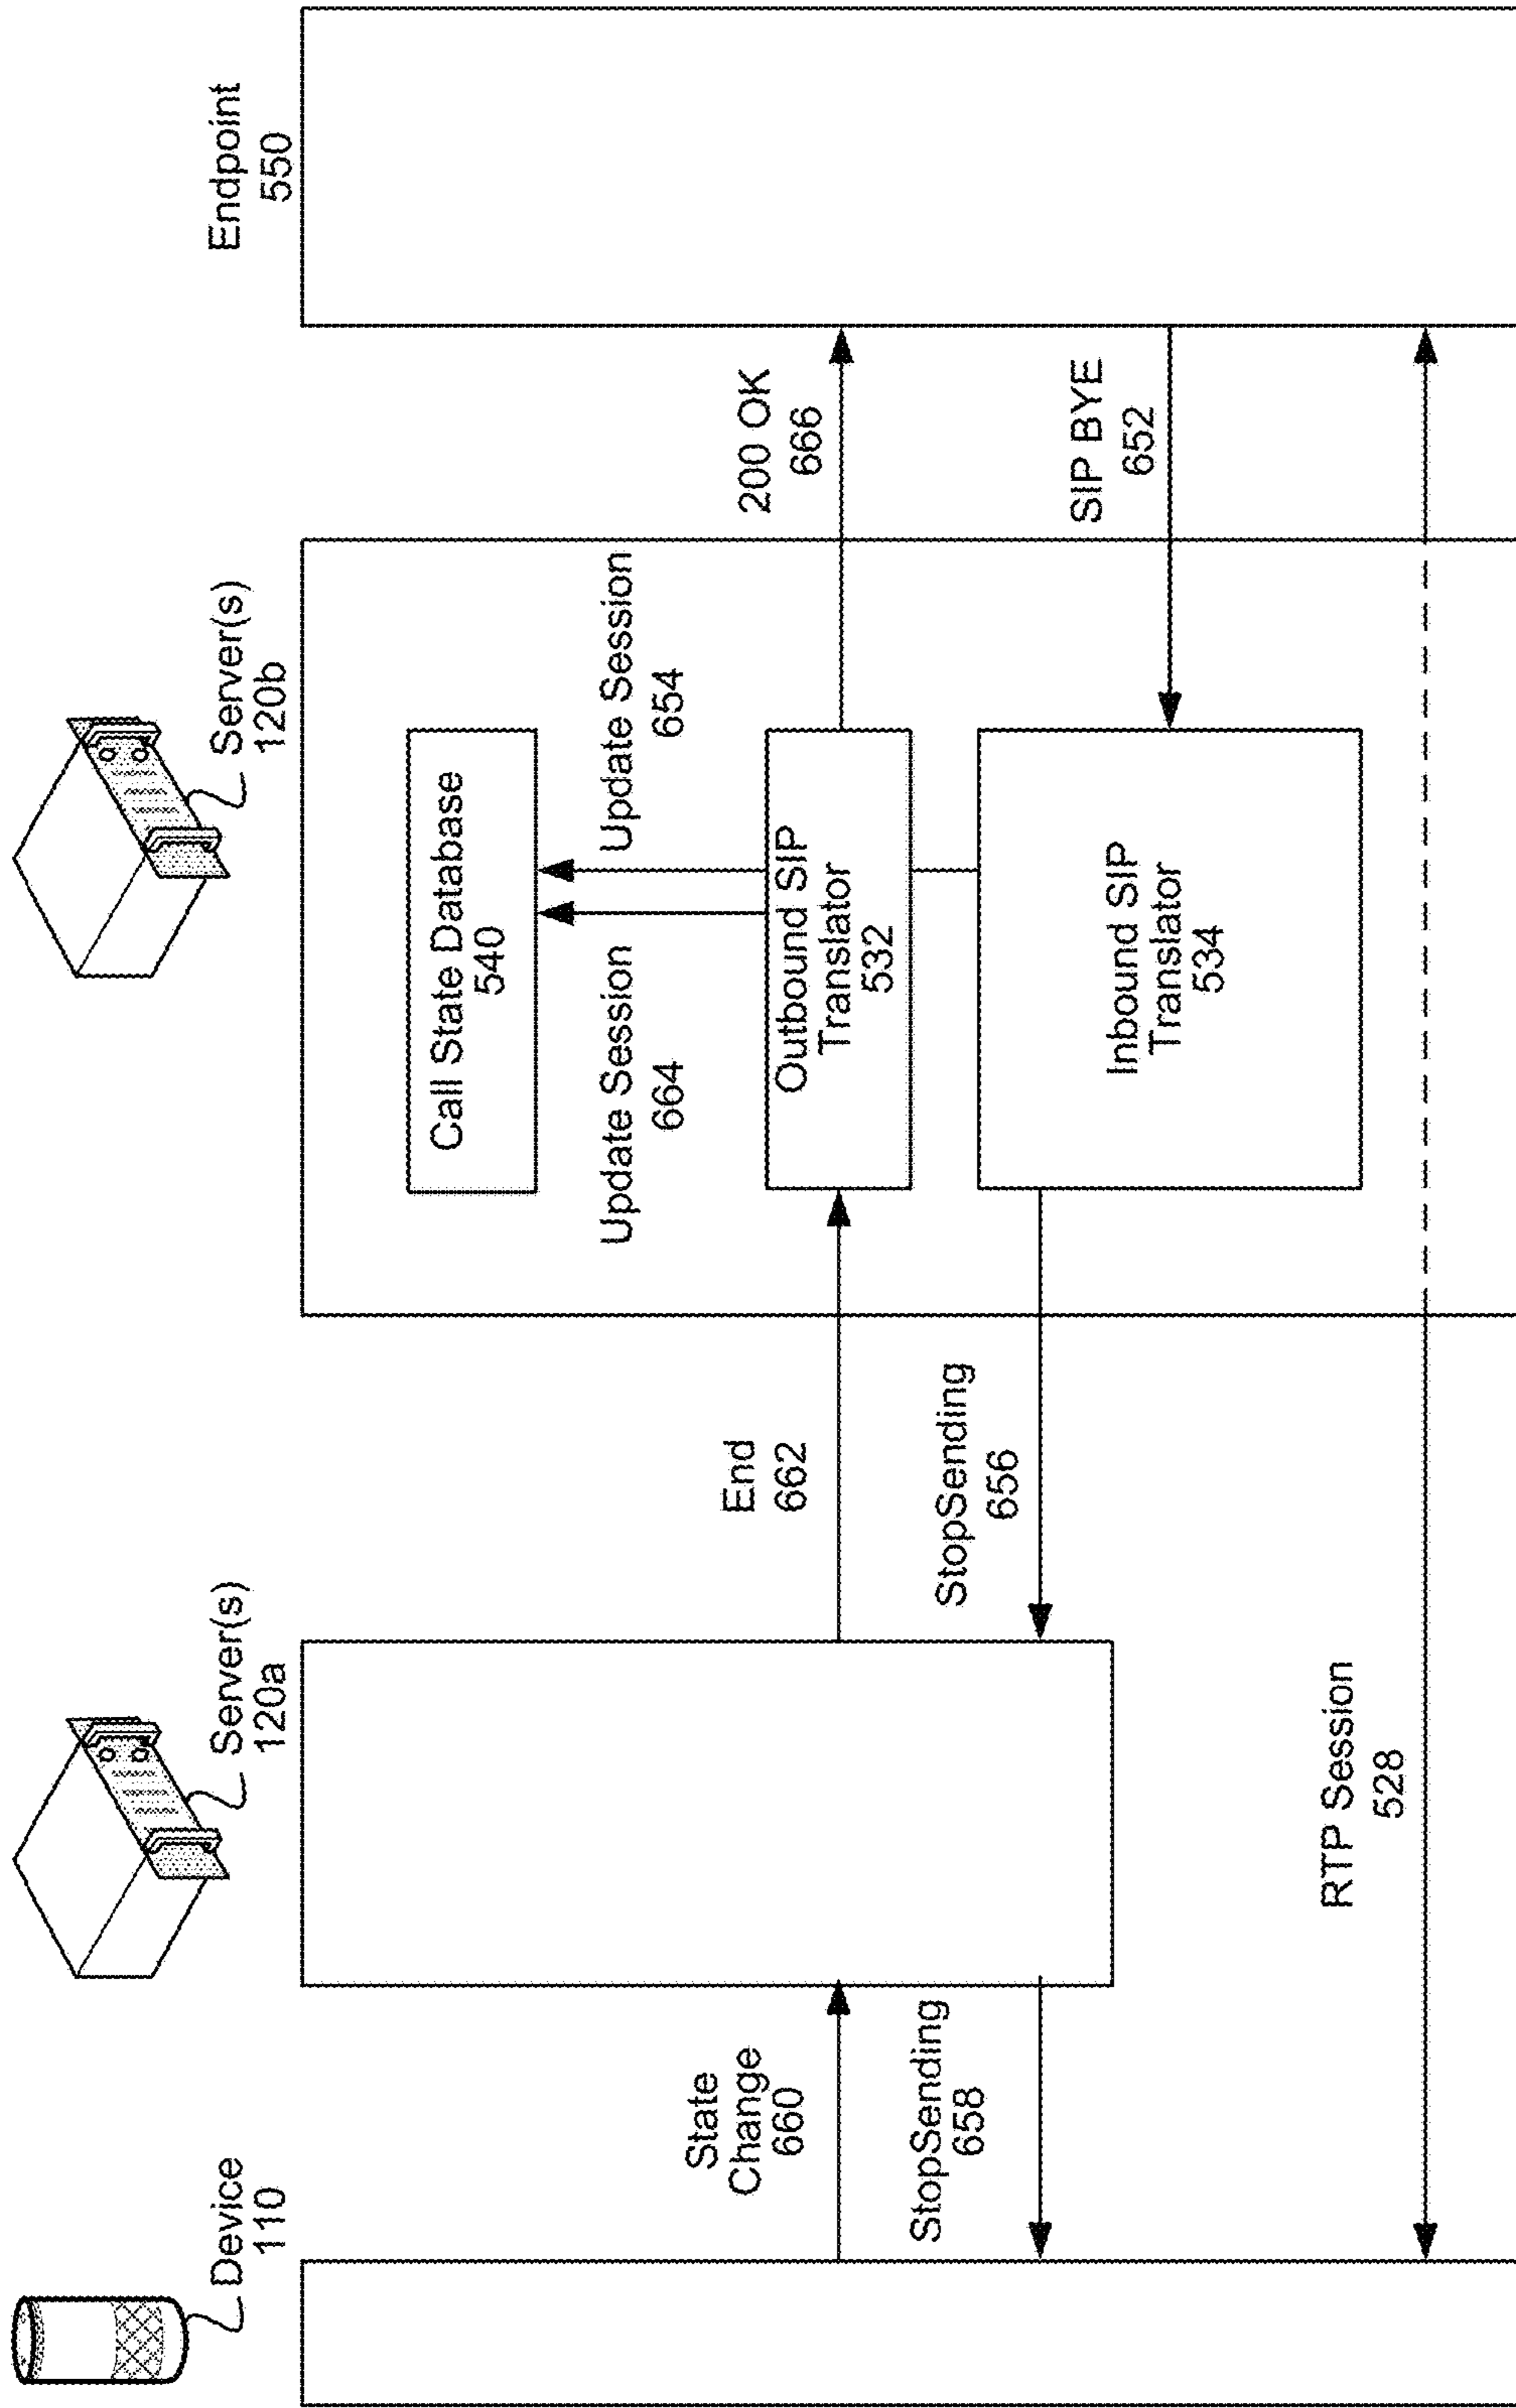 Device
110
Server(s)
120a
Server(s)
120b
Endpoint
550
Call State Database
540
Update Session
664
Update Session
654
State
Change
660
End
662
Outbound SIP
Translator
532
200 OK
666
StopSending
658
StopSending
656
Inbound SIP
Translator
534
SIP BYE
652
RTP Session
528